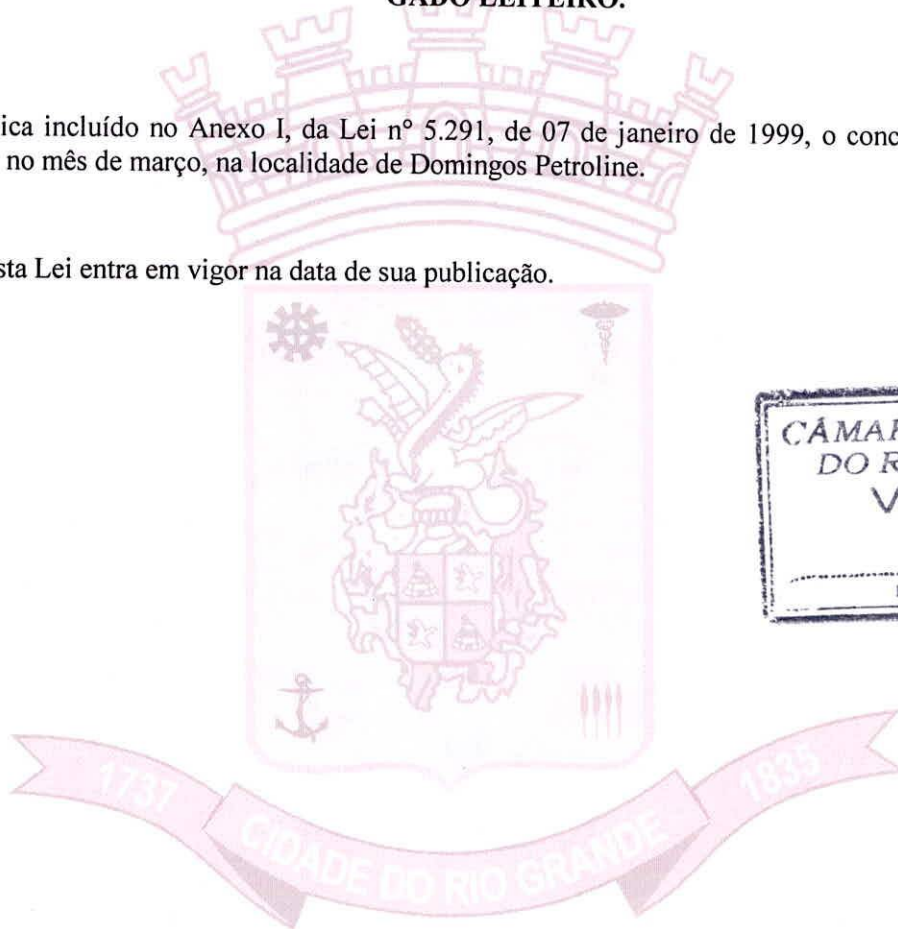 GADO LEITEIRO.
ica incluído no Anexo I, da Lei nº 5.291, de 07 de janeiro de 1999, o conc
no mês de março, na localidade de Domingos Petroline.
sta Lei entra em vigor na data de sua publicação.
CÂMAR
DO R
V
1737
CIDADE DO RIO GRANDE
1835